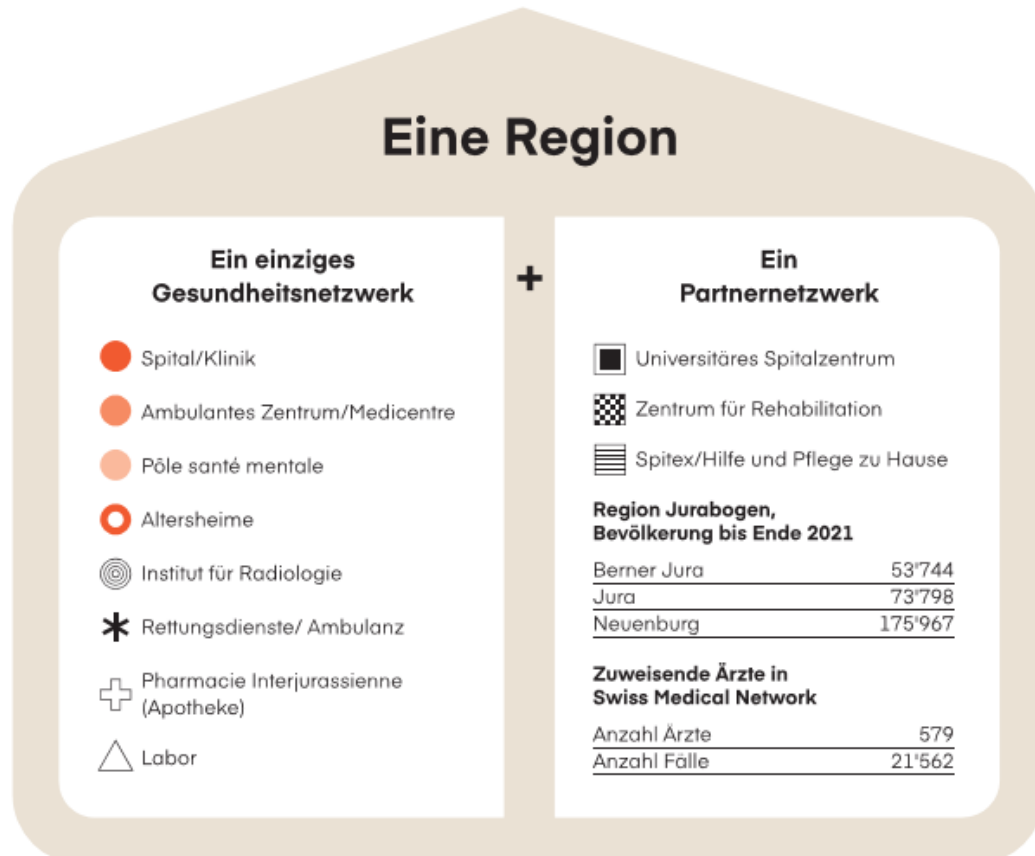 Eine Region
Ein einziges
Gesundheitsnetzwerk
Spital/Klinik
Ambulantes Zentrum/Medicentre
Pôle santé mentale
Altersheime
Institut für Radiologie
Rettungsdienste/ Ambulanz
Pharmacie Interjurassienne
(Apotheke)
Labor
+
Ein
Partnernetzwerk
Universitäres Spitalzentrum
Zentrum für Rehabilitation
Spitex/Hilfe und Pflege zu Hause
Region Jurabogen,
Bevölkerung bis Ende 2021
Berner Jura 53'744
Jura 73'798
Neuenburg 175'967
Zuweisende Ärzte in
Swiss Medical Network
Anzahl Ärzte 579
Anzahl Fälle 21'562